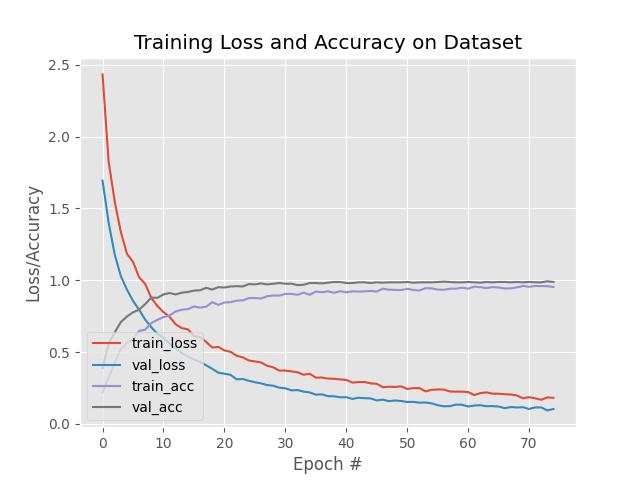 Training Loss and Accuracy on Dataset
2.5
2.0
1.5
1.0
0.5
0.0
Loss/Accuracy
train_loss
val_loss
train_acc
val_acc
0 10 20 30 40 50 60 70
Epoch #